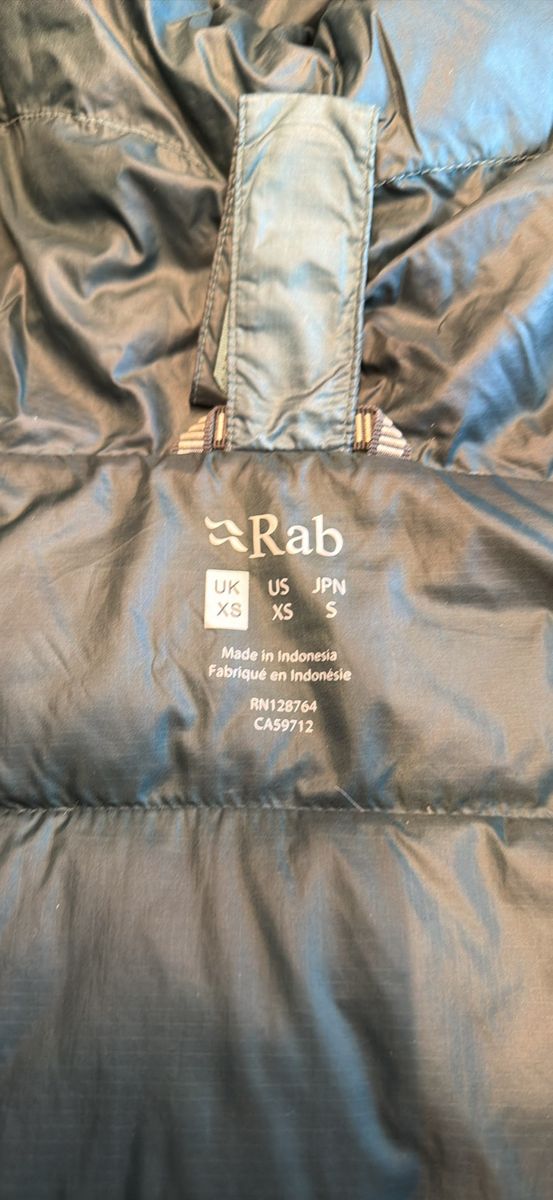 Rab
UK US JPN
XS XS S
Made in Indonesia
Fabriqué en Indonésie
RN128764
CA59712